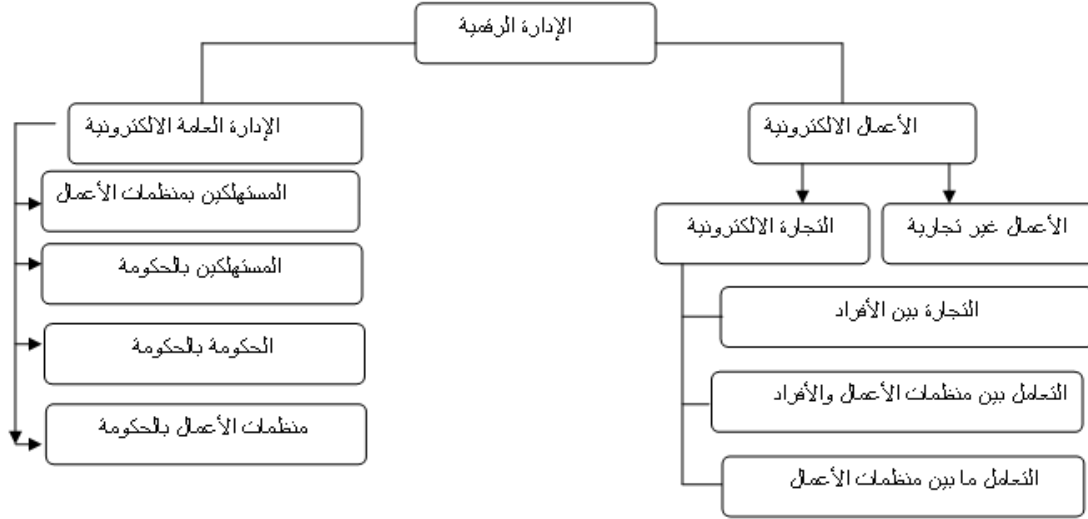 الإدارة الرقمية
الأعمال الالكترونية
الإدارة العامة الالكترونية
الأعمال غير تجارية
التجارة الالكترونية
التجارة بين الأفراد
التعامل بين منظمات الأعمال والأفراد
التعامل ما بين منظمات الأعمال
المستهلكين بمنظمات الأعمال
المستهلكين بالحكومة
الحكومة بالحكومة
منظمات الأعمال بالحكومة